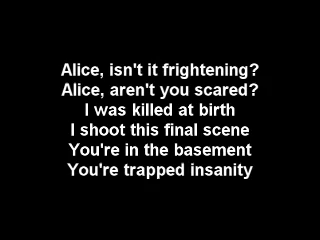 Alice, isn't it frightening?
Alice, aren't you scared?
I was killed at birth
I shoot this final scene
You're in the basement
You're trapped insanity